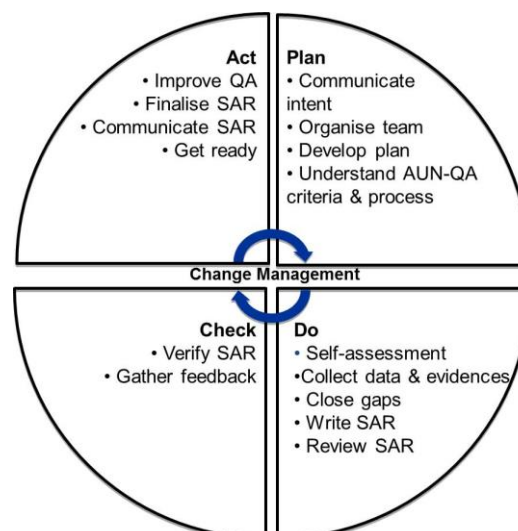 Act
• Improve QA
• Finalise SAR
• Communicate SAR
• Get ready
Plan
• Communicate
intent
• Organise team
• Develop plan
• Understand AUN-QA
criteria & process
Change Management
Check
• Verify SAR
• Gather feedback
Do
• Self-assessment
•Collect data & evidences
• Close gaps
• Write SAR
• Review SAR